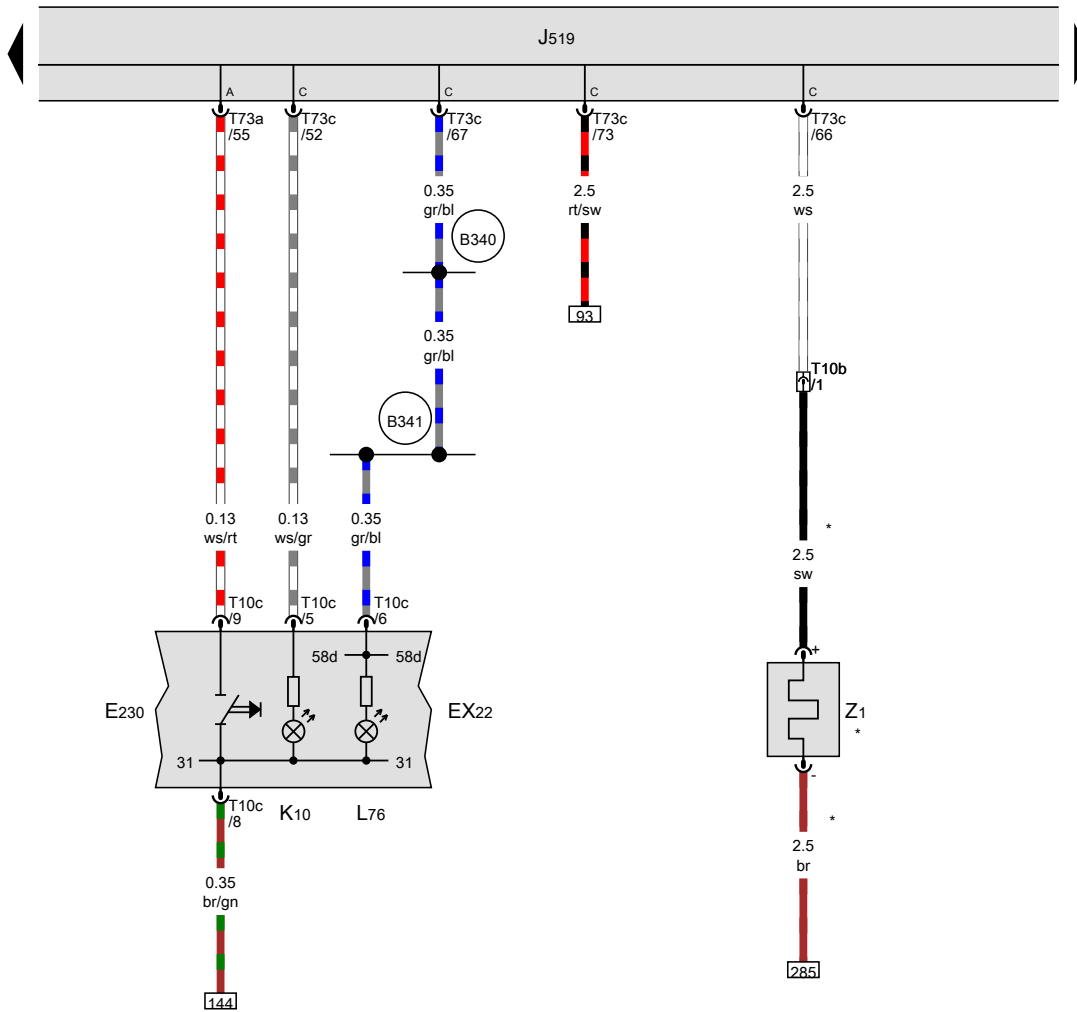 J519
A
C
C
C
C
T73a
/55
T73c
/52
T73c
/67
T73c
/73
T73c
/66
0.35
gr/bl
2.5
rt/sw
2.5
ws
B340
93
0.35
gr/bl
T10b
/1
B341
0.13
ws/rt
0.13
ws/gr
0.35
gr/bl
*
2.5
sw
T10c
/9
T10c
/5
T10c
/6
+
58d
58d
E230
EX22
Z1
*
31
31
-
T10c
/8
K10
L76
*
2.5
br
0.35
br/gn
285
144